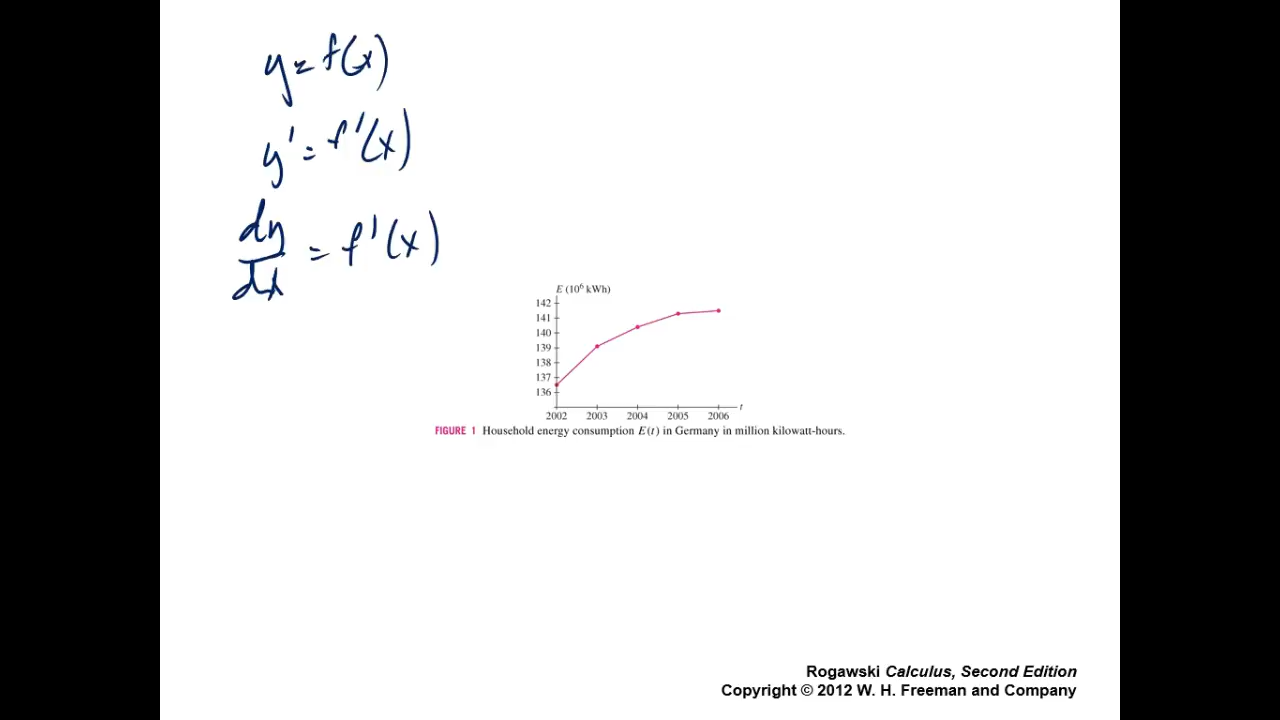 y = f(x)
y' = f'(x)
dy/dx = f'(x)
E (10⁶ kWh)
142
141
140
139
138
137
136
2002 2003 2004 2005 2006 t
FIGURE 1 Household energy consumption E(t) in Germany in million kilowatt-hours.
Rogawski Calculus, Second Edition
Copyright © 2012 W. H. Freeman and Company